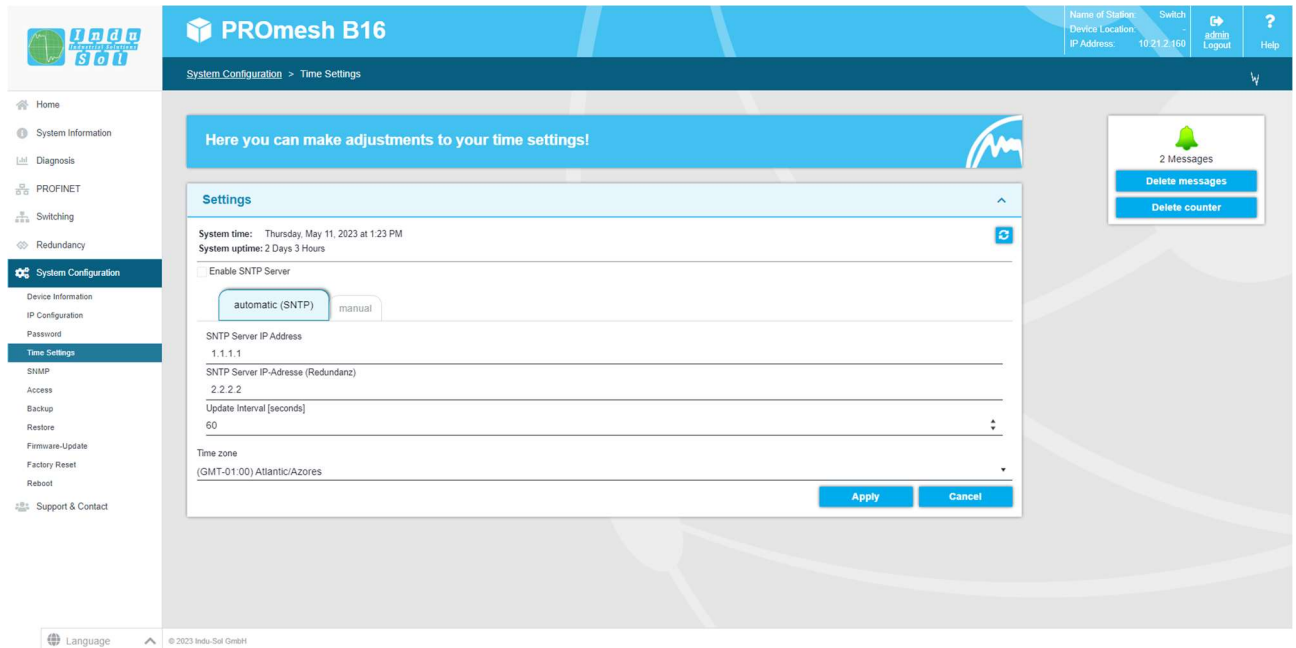 Indu
Industrial Solutions
Sol
PROmesh B16
Name of Station: Switch
Device Location: -
IP Address: 10.21.2.160
admin
Logout
?
Help
System Configuration > Time Settings
Home
System Information
Diagnosis
PROFINET
Switching
Redundancy
System Configuration
Device Information
IP Configuration
Password
Time Settings
SNMP
Access
Backup
Restore
Firmware-Update
Factory Reset
Reboot
Support & Contact
Here you can make adjustments to your time settings!
Settings
System time: Thursday, May 11, 2023 at 1:23 PM
System uptime: 2 Days 3 Hours
Enable SNTP Server
automatic (SNTP)
manual
SNTP Server IP Address
1.1.1.1
SNTP Server IP-Adresse (Redundanz)
2.2.2.2
Update Interval [seconds]
60
Time zone
(GMT-01:00) Atlantic/Azores
Apply
Cancel
2 Messages
Delete messages
Delete counter
Language
© 2023 Indu-Sol GmbH